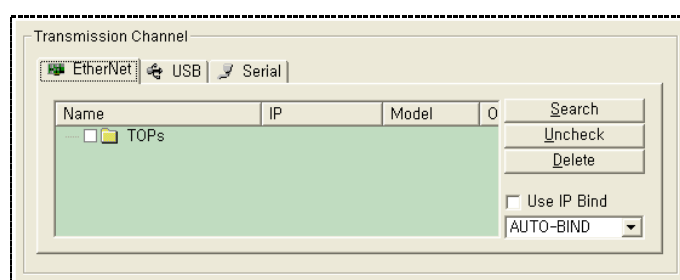 Transmission Channel
EtherNet USB Serial
Name IP Model O
TOPs
Search
Uncheck
Delete
Use IP Bind
AUTO-BIND